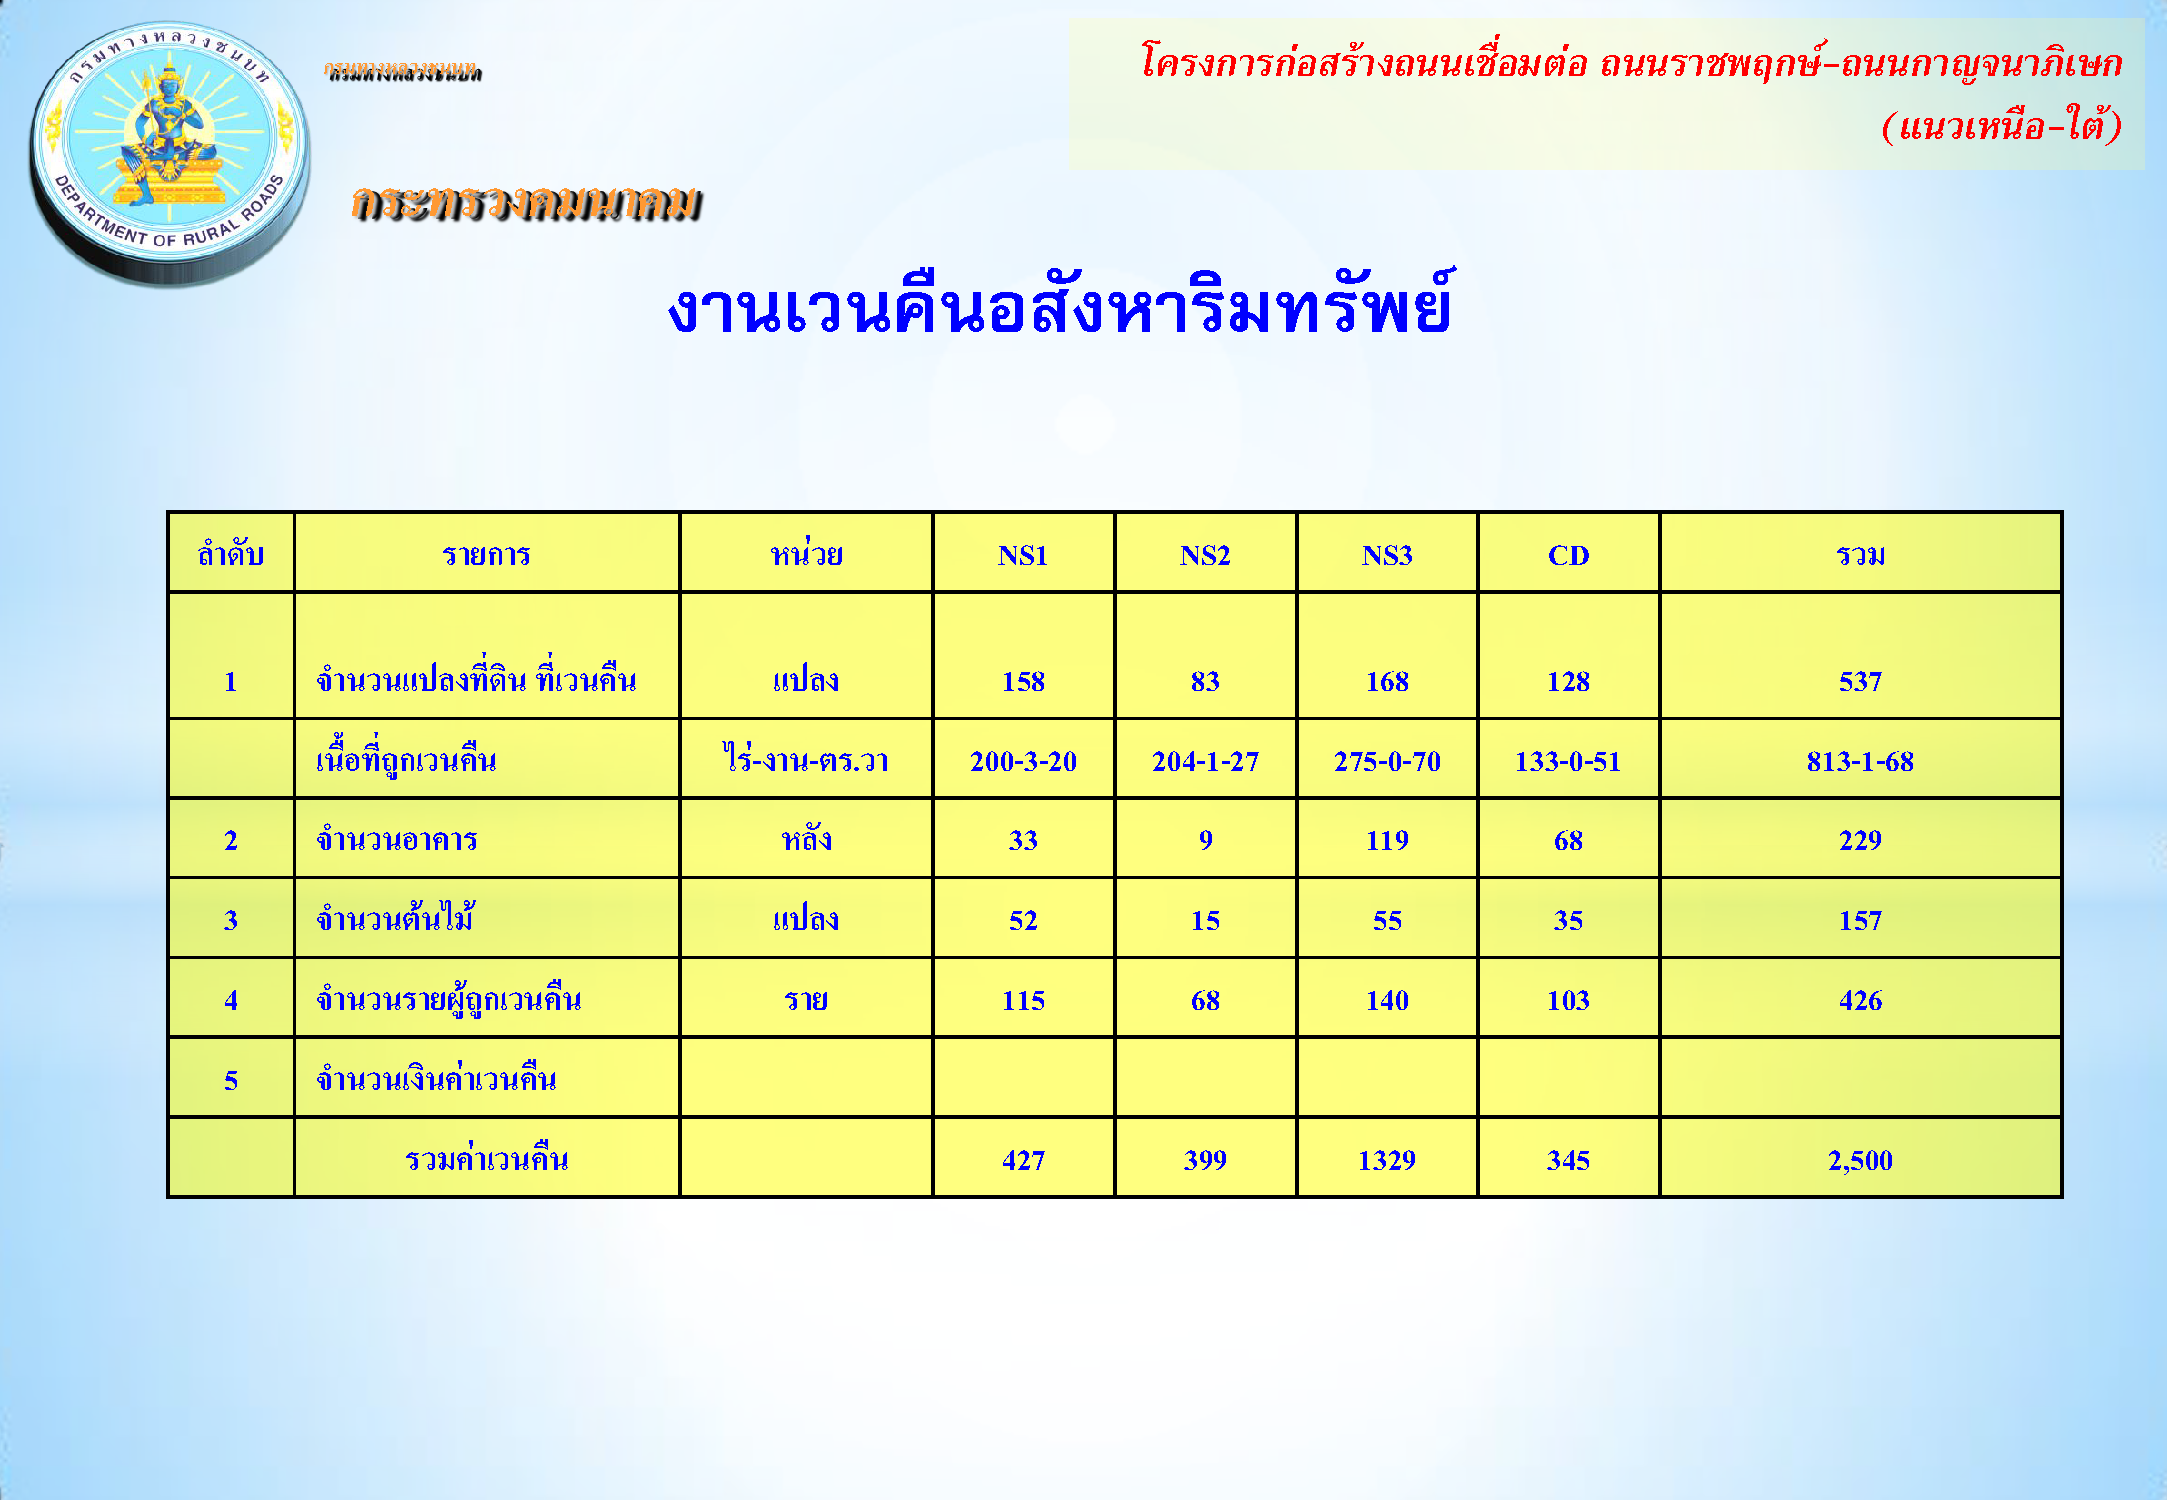 กรมทางหลวงชนบท
DEPARTMENT OF RURAL ROADS
กรมทางหลวงชนบท
กระทรวงคมนาคม
โครงการก่อสร้างถนนเชื่อมต่อ ถนนราชพฤกษ์-ถนนกาญจนาภิเษก
(แนวเหนือ-ใต้)
งานเวนคืนอสังหาริมทรัพย์
ลำดับ รายการ หน่วย NS1 NS2 NS3 CD รวม
1 จำนวนแปลงที่ดิน ที่เวนคืน แปลง 158 83 168 128 537
เนื้อที่ถูกเวนคืน ไร่-งาน-ตร.วา 200-3-20 204-1-27 275-0-70 133-0-51 813-1-68
2 จำนวนอาคาร หลัง 33 9 119 68 229
3 จำนวนต้นไม้ แปลง 52 15 55 35 157
4 จำนวนรายผู้ถูกเวนคืน ราย 115 68 140 103 426
5 จำนวนเงินค่าเวนคืน
รวมค่าเวนคืน 427 399 1329 345 2,500